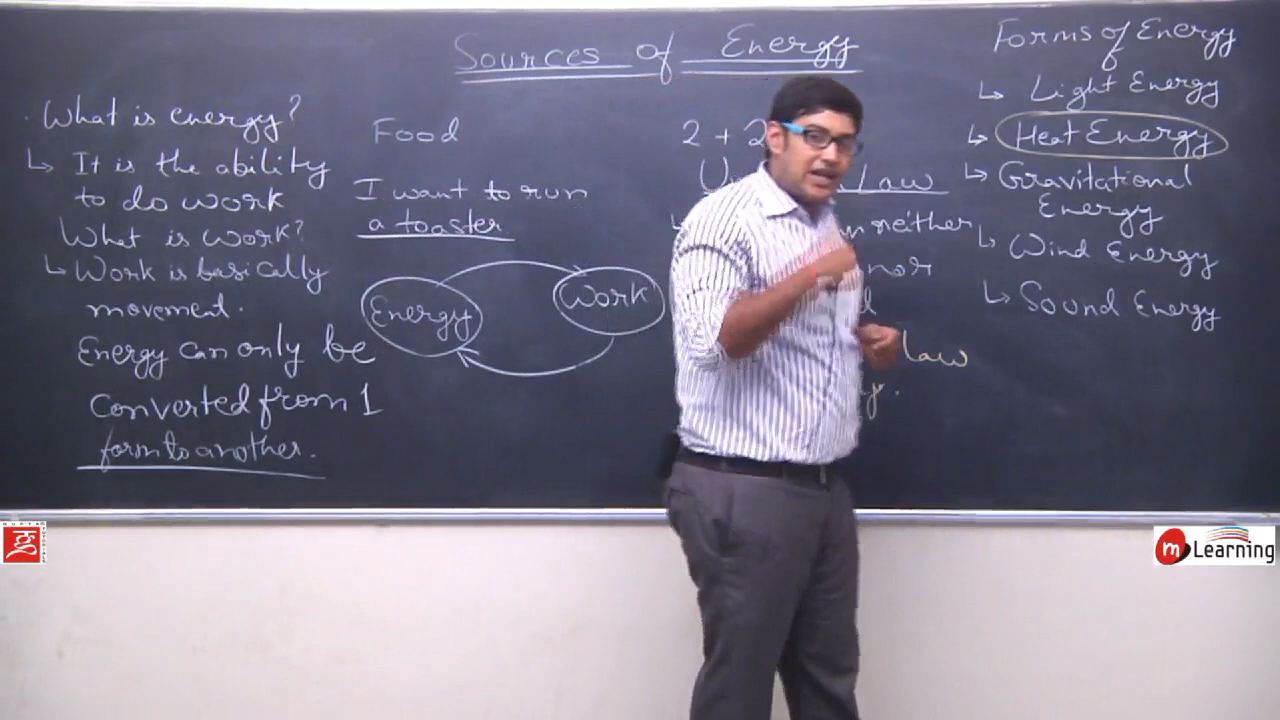 Sources of Energy
What is energy?
↳ It is the ability
to do work
What is work?
↳ Work is basically
movement.
Energy can only be
converted from 1
form to another.
Food
I want to run
a toaster
Energy
Work
2 + 2
Law
neither
nor
law
Forms of Energy
↳ Light Energy
↳ Heat Energy
↳ Gravitational
Energy
↳ Wind Energy
↳ Sound Energy
GUPTA
TUTORIALS
m Learning